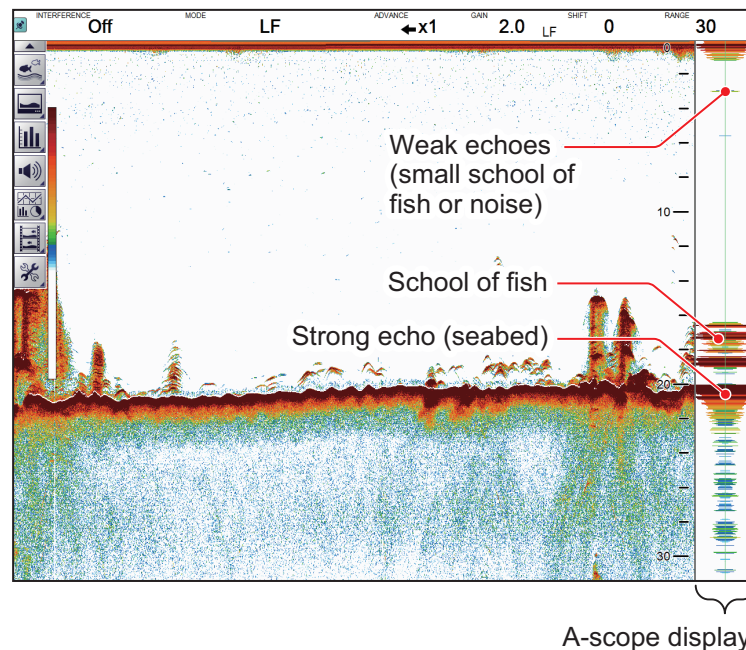 INTERFERENCE MODE ADVANCE GAIN SHIFT RANGE
Off LF x1 2.0 LF 0 30
0
Weak echoes
(small school of
fish or noise)
10
School of fish
Strong echo (seabed)
20
30
A-scope display